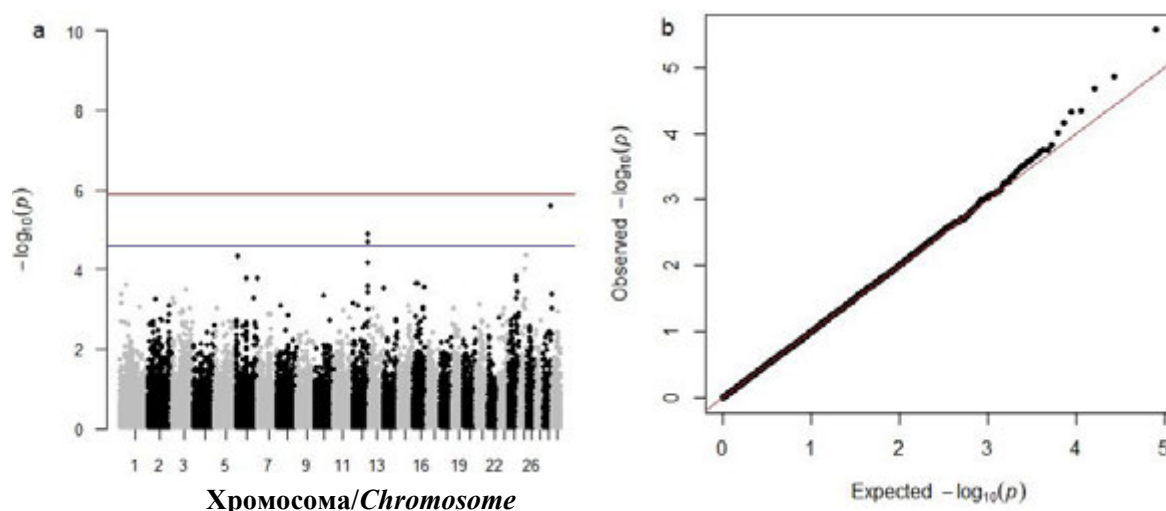 a
10
8
6
4
2
0
−log₁₀(p)
1 2 3 5 7 9 11 13 16 19 22 26
Хромосома/Chromosome
b
5
4
3
2
1
0
Observed −log₁₀(p)
0 1 2 3 4 5
Expected −log₁₀(p)